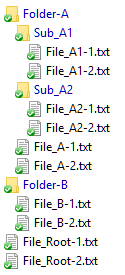 Folder-A
Sub_A1
File_A1-1.txt
File_A1-2.txt
Sub_A2
File_A2-1.txt
File_A2-2.txt
File_A-1.txt
File_A-2.txt
Folder-B
File_B-1.txt
File_B-2.txt
File_Root-1.txt
File_Root-2.txt